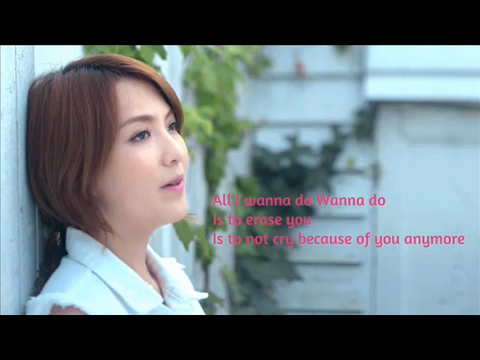 All I wanna do Wanna do
Is to erase you
Is to not cry because of you anymore